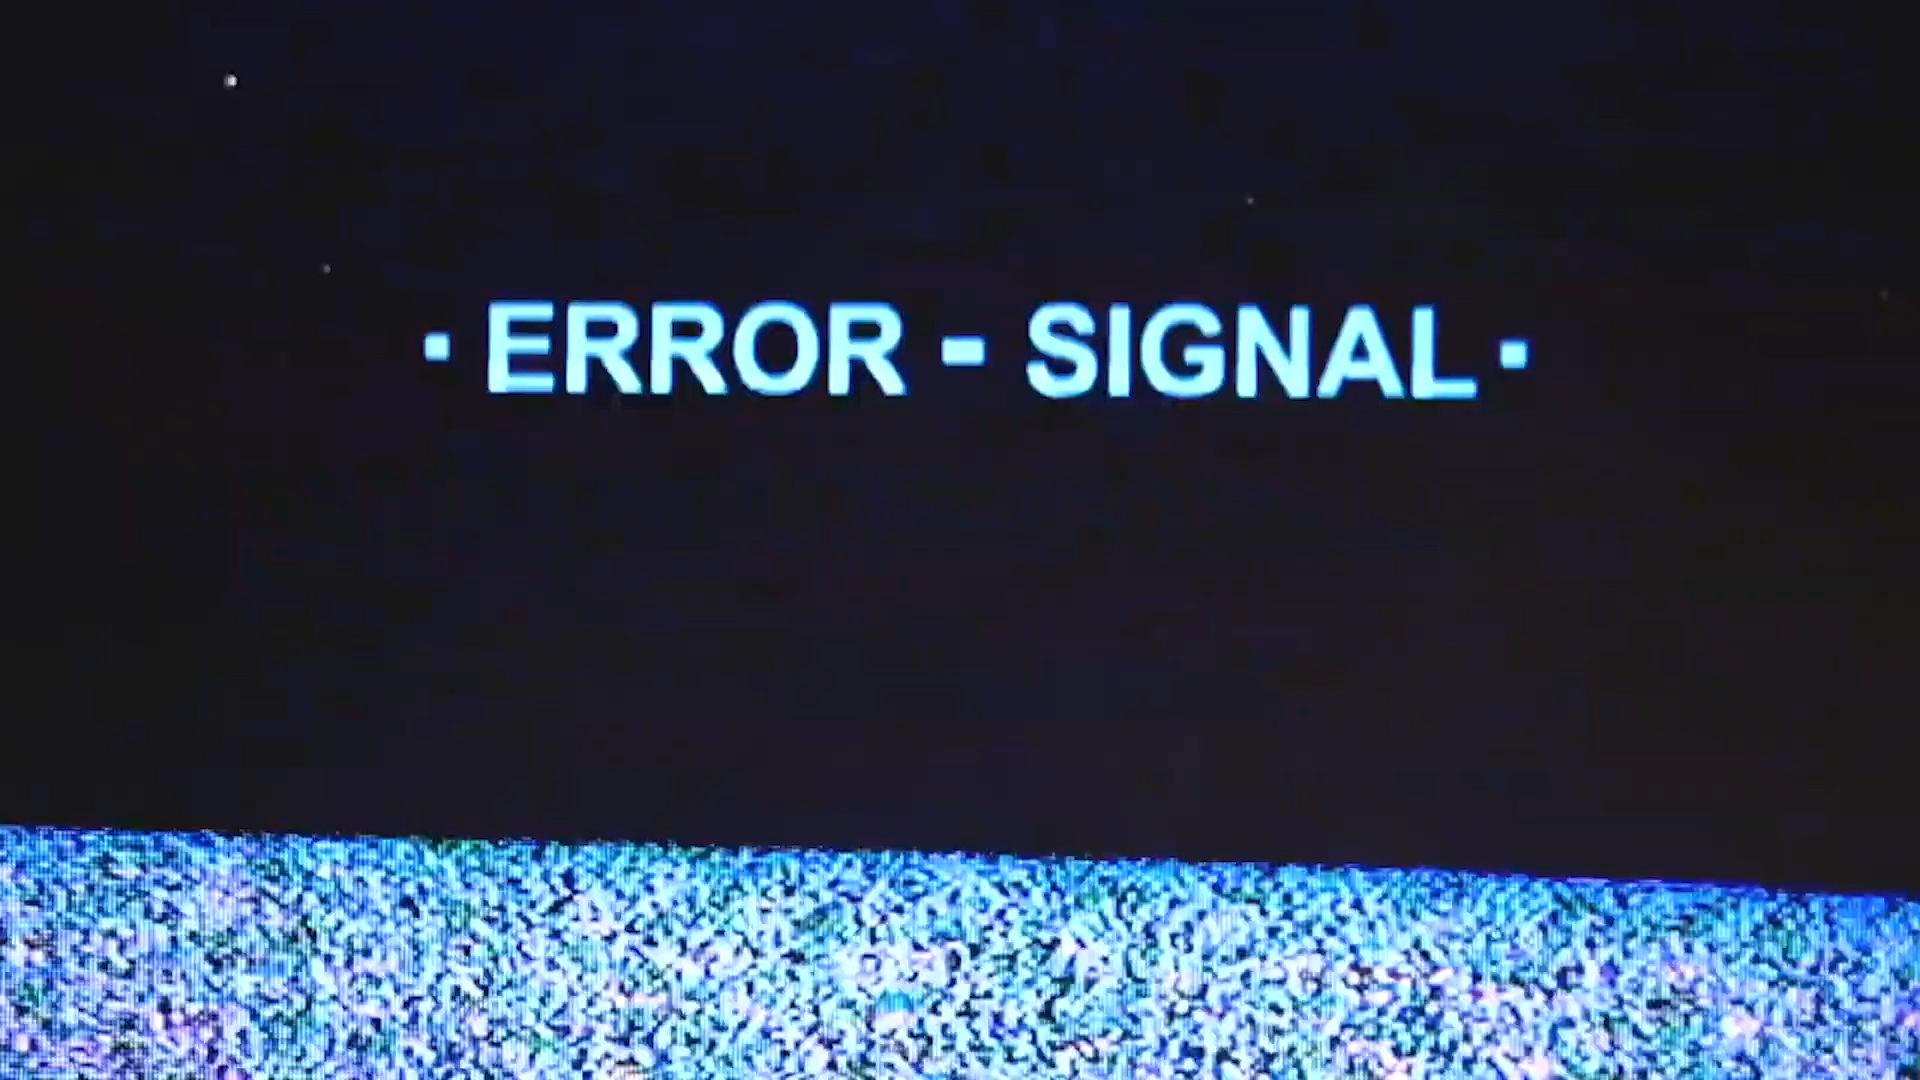 · ERROR - SIGNAL ·